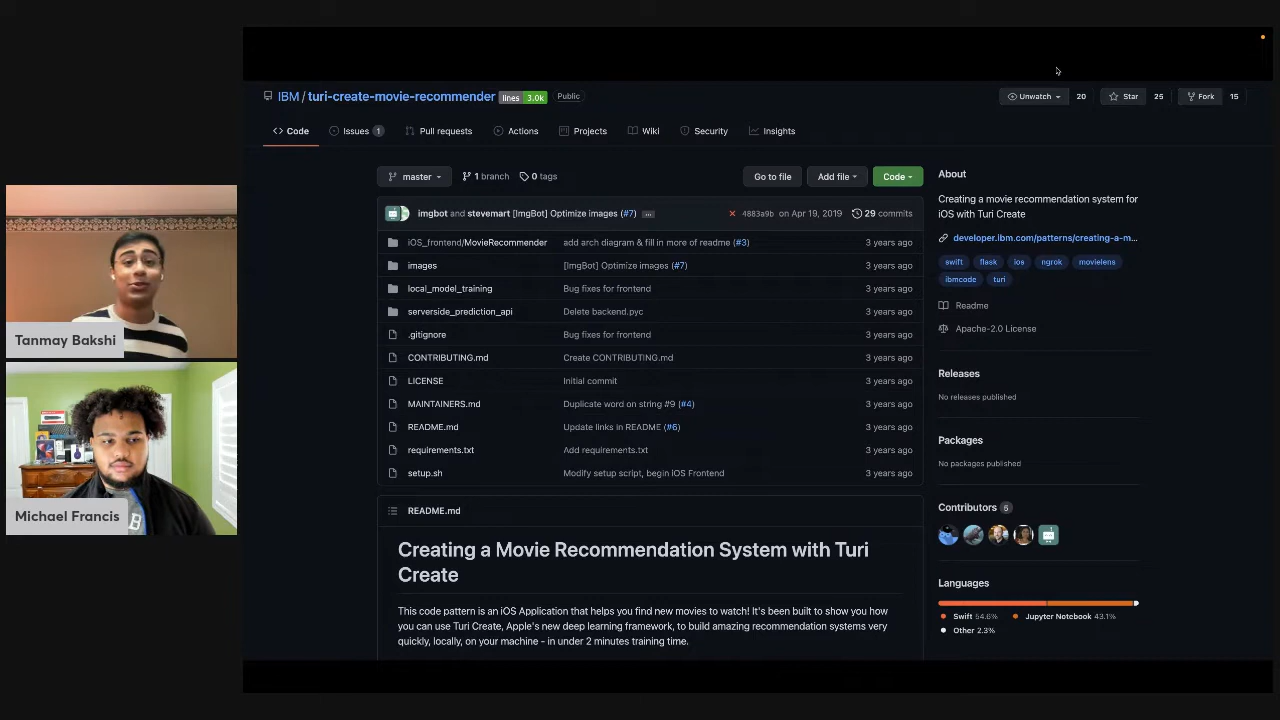 IBM / turi-create-movie-recommender lines 3.0k Public
Unwatch 20 Star 25 Fork 15
Code Issues 1 Pull requests Actions Projects Wiki Security Insights
master 1 branch 0 tags Go to file Add file Code
imgbot and stevemart [ImgBot] Optimize images (#7) ... 4883a9b on Apr 19, 2019 29 commits
iOS_frontend/MovieRecommender add arch diagram & fill in more of readme (#3) 3 years ago
images [ImgBot] Optimize images (#7) 3 years ago
local_model_training Bug fixes for frontend 3 years ago
serverside_prediction_api Delete backend.pyc 3 years ago
.gitignore Bug fixes for frontend 3 years ago
CONTRIBUTING.md Create CONTRIBUTING.md 3 years ago
LICENSE Initial commit 3 years ago
MAINTAINERS.md Duplicate word on string #9 (#4) 3 years ago
README.md Update links in README (#6) 3 years ago
requirements.txt Add requirements.txt 3 years ago
setup.sh Modify setup script, begin iOS Frontend 3 years ago
README.md
Creating a Movie Recommendation System with Turi
Create
This code pattern is an iOS Application that helps you find new movies to watch! It's been built to show you how
you can use Turi Create, Apple's new deep learning framework, to build amazing recommendation systems very
quickly, locally, on your machine - in under 2 minutes training time.
About
Creating a movie recommendation system for
iOS with Turi Create
developer.ibm.com/patterns/creating-a-m...
swift flask ios ngrok movielens
ibmcode turi
Readme
Apache-2.0 License
Releases
No releases published
Packages
No packages published
Contributors 5
Languages
Swift 54.6% Jupyter Notebook 43.1%
Other 2.3%
Tanmay Bakshi
Michael Francis